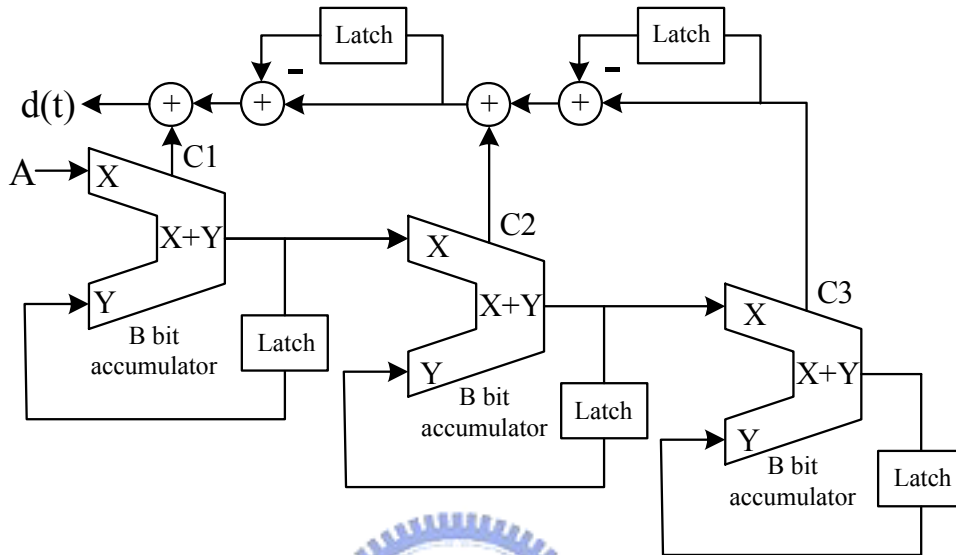 Latch
Latch
-
-
d(t)
+
+
+
+
A
X
C1
X+Y
Y
B bit
accumulator
Latch
X
C2
X+Y
Y
B bit
accumulator
Latch
X
C3
X+Y
Y
B bit
accumulator
Latch